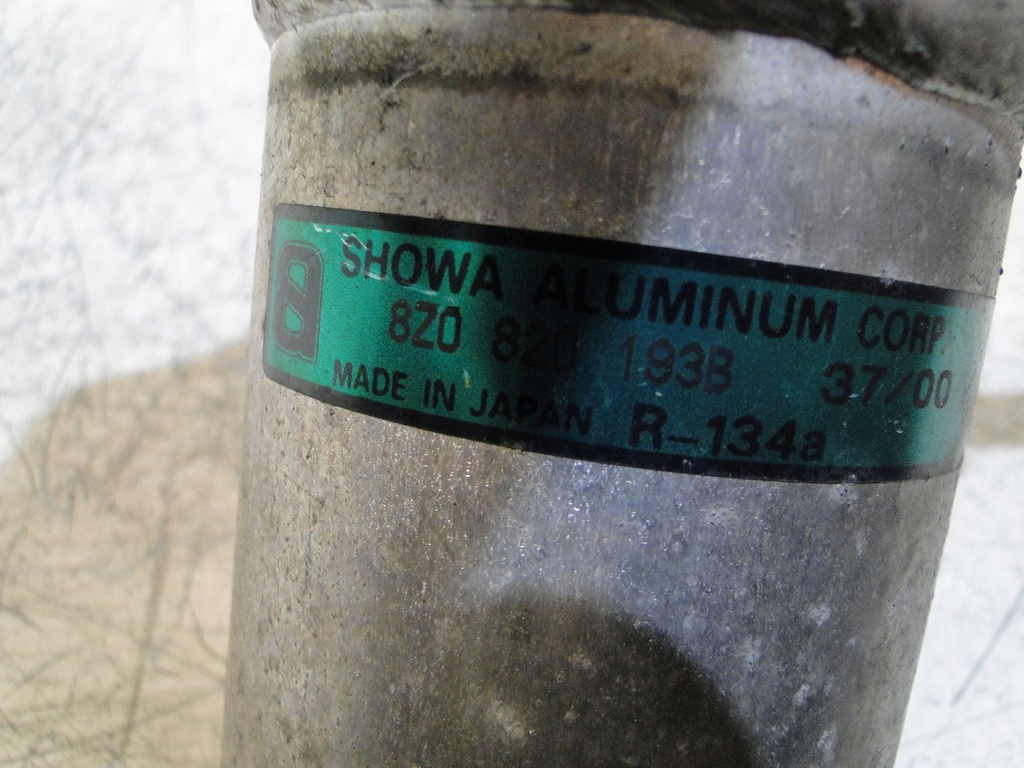 SHOWA ALUMINUM CORP.
8Z0 820 193B 37/00
MADE IN JAPAN R-134a